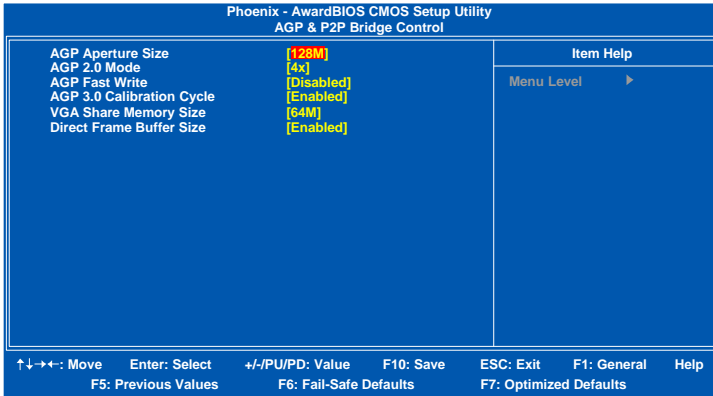 Phoenix - AwardBIOS CMOS Setup Utility
AGP & P2P Bridge Control
AGP Aperture Size [128M]
AGP 2.0 Mode [4x]
AGP Fast Write [Disabled]
AGP 3.0 Calibration Cycle [Enabled]
VGA Share Memory Size [64M]
Direct Frame Buffer Size [Enabled]
Item Help
Menu Level
↑↓→←: Move Enter: Select +/-/PU/PD: Value F10: Save ESC: Exit F1: General Help
F5: Previous Values F6: Fail-Safe Defaults F7: Optimized Defaults